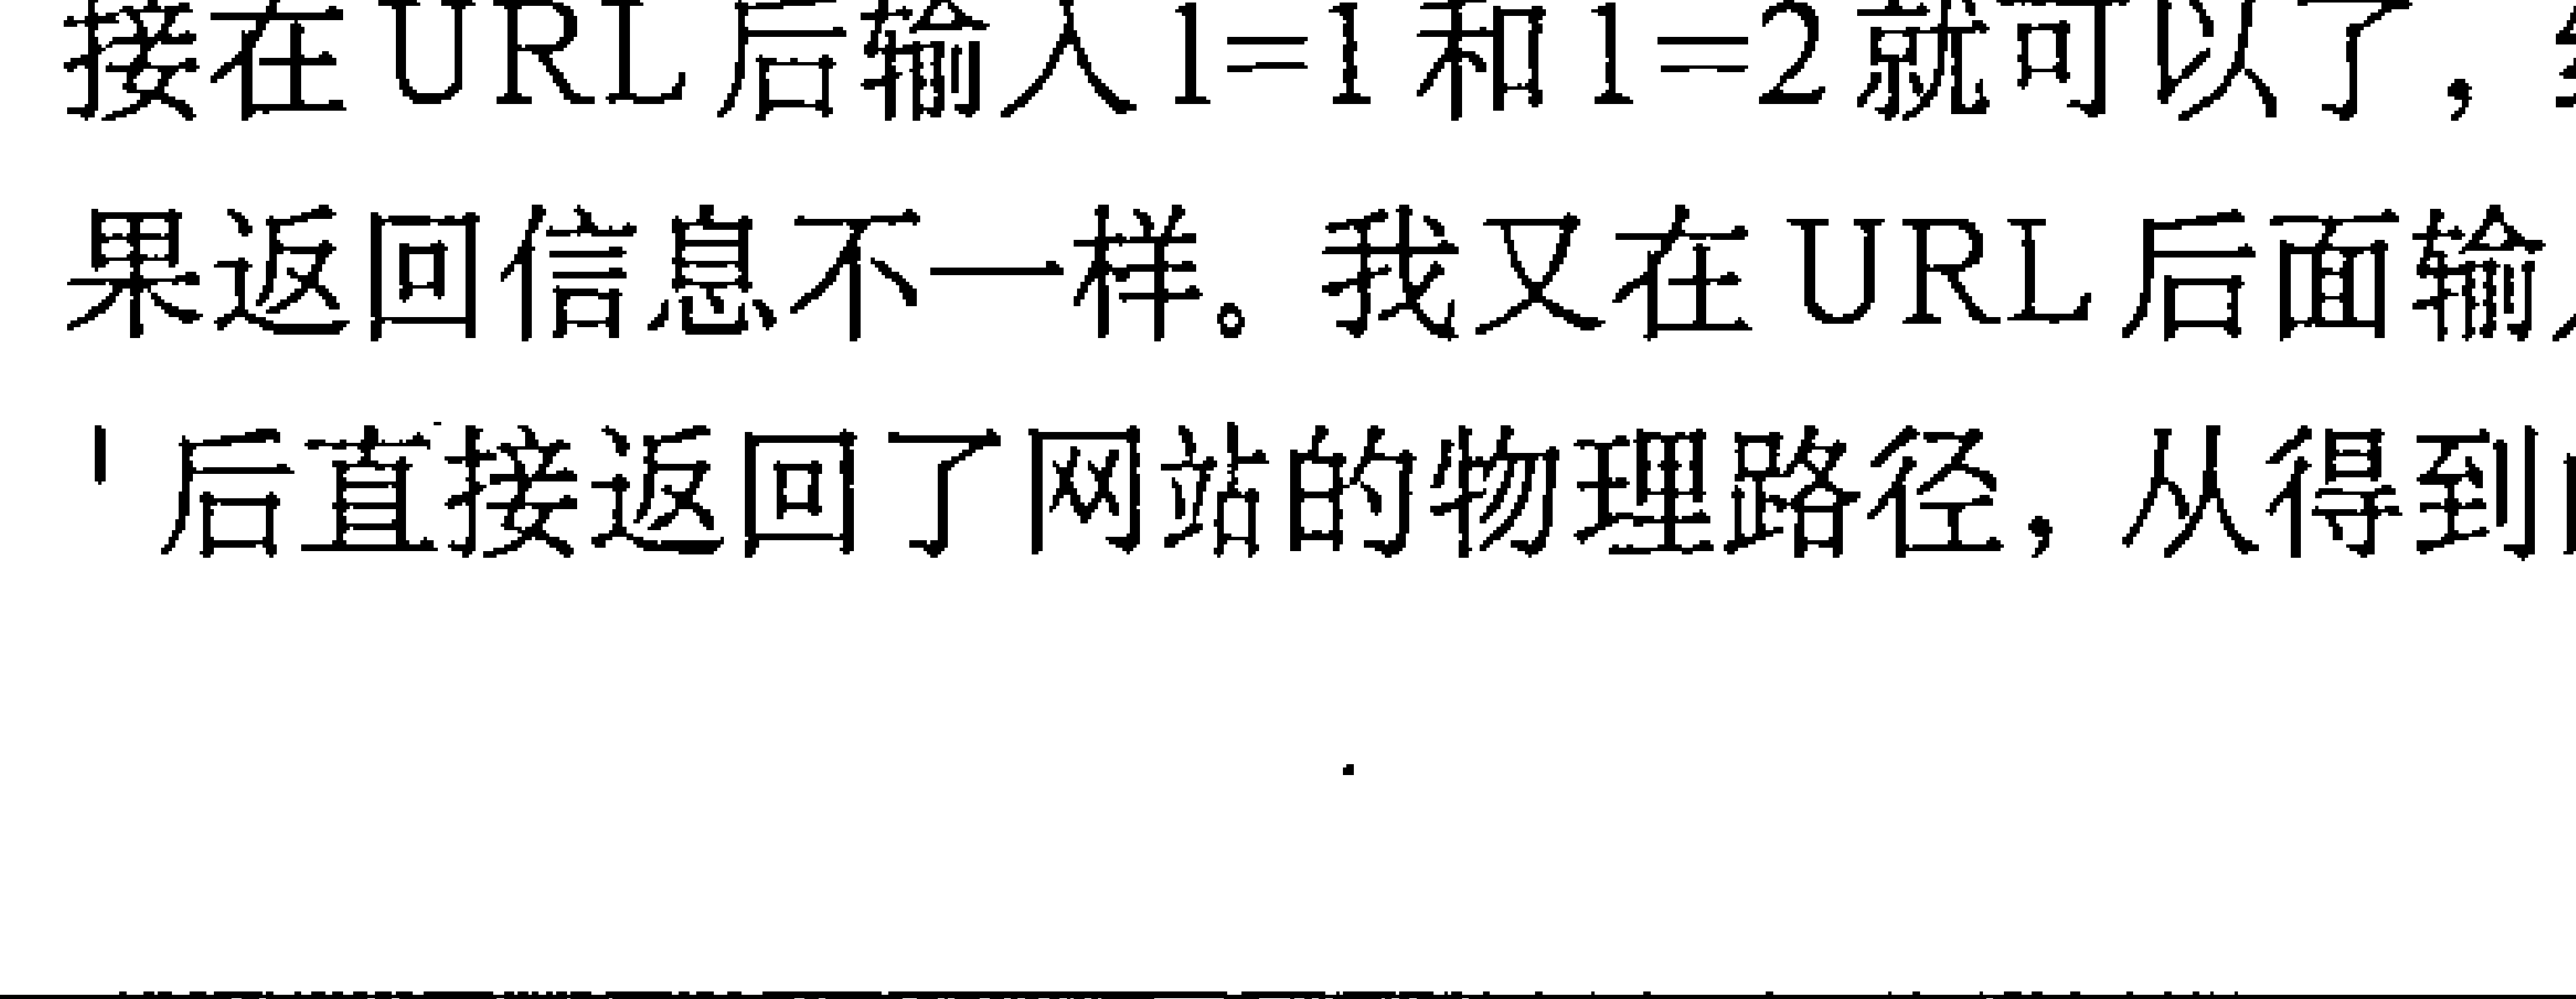 接在URL后输入1=1和1=2就可以了，
果返回信息不一样。我又在URL后面输
'后直接返回了网站的物理路径，从得到